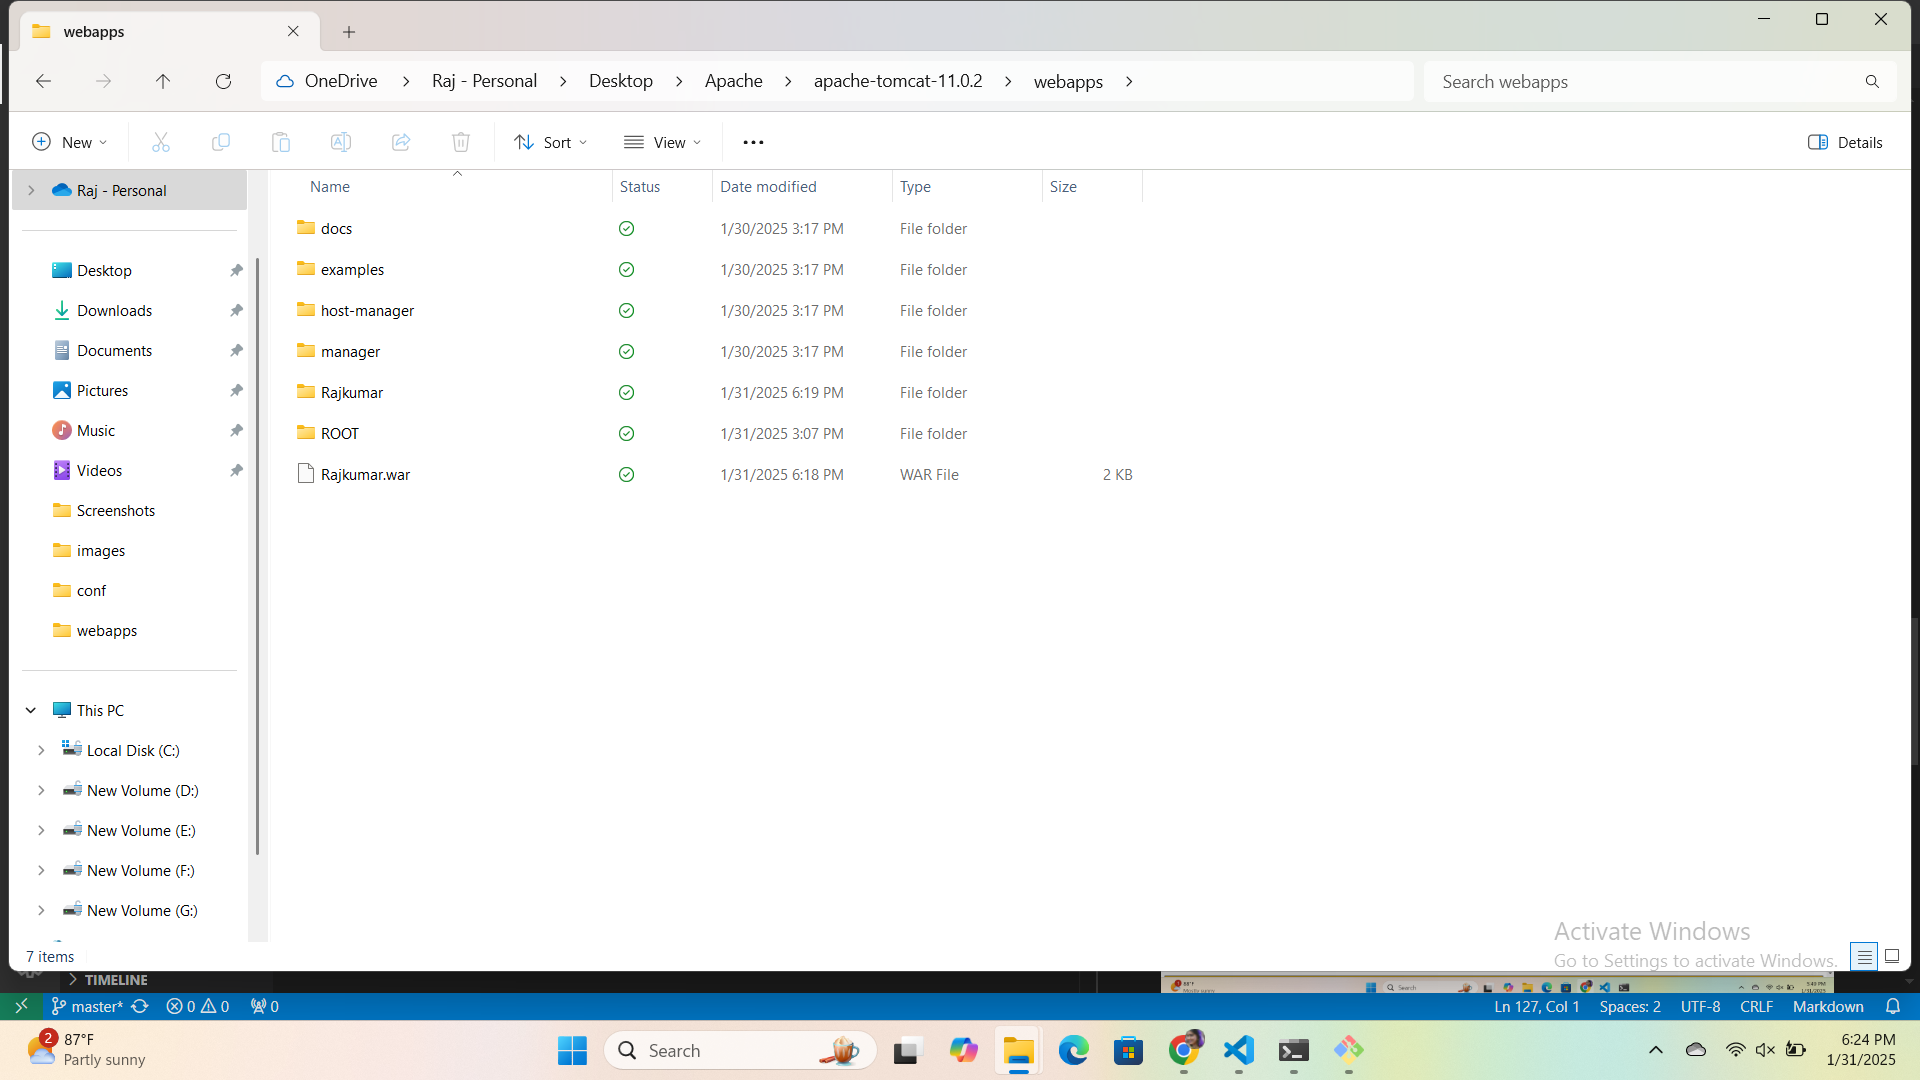 webapps
OneDrive Raj - Personal Desktop Apache apache-tomcat-11.0.2 webapps
Search webapps
New Sort View Details
Raj - Personal
Desktop
Downloads
Documents
Pictures
Music
Videos
Screenshots
images
conf
webapps
This PC
Local Disk (C:)
New Volume (D:)
New Volume (E:)
New Volume (F:)
New Volume (G:)
Name Status Date modified Type Size
docs 1/30/2025 3:17 PM File folder
examples 1/30/2025 3:17 PM File folder
host-manager 1/30/2025 3:17 PM File folder
manager 1/30/2025 3:17 PM File folder
Rajkumar 1/31/2025 6:19 PM File folder
ROOT 1/31/2025 3:07 PM File folder
Rajkumar.war 1/31/2025 6:18 PM WAR File 2 KB
Activate Windows
Go to Settings to activate Windows.
7 items
TIMELINE
master* 0 0 0 Ln 127, Col 1 Spaces: 2 UTF-8 CRLF Markdown
2 87°F
Partly sunny
Search
6:24 PM
1/31/2025